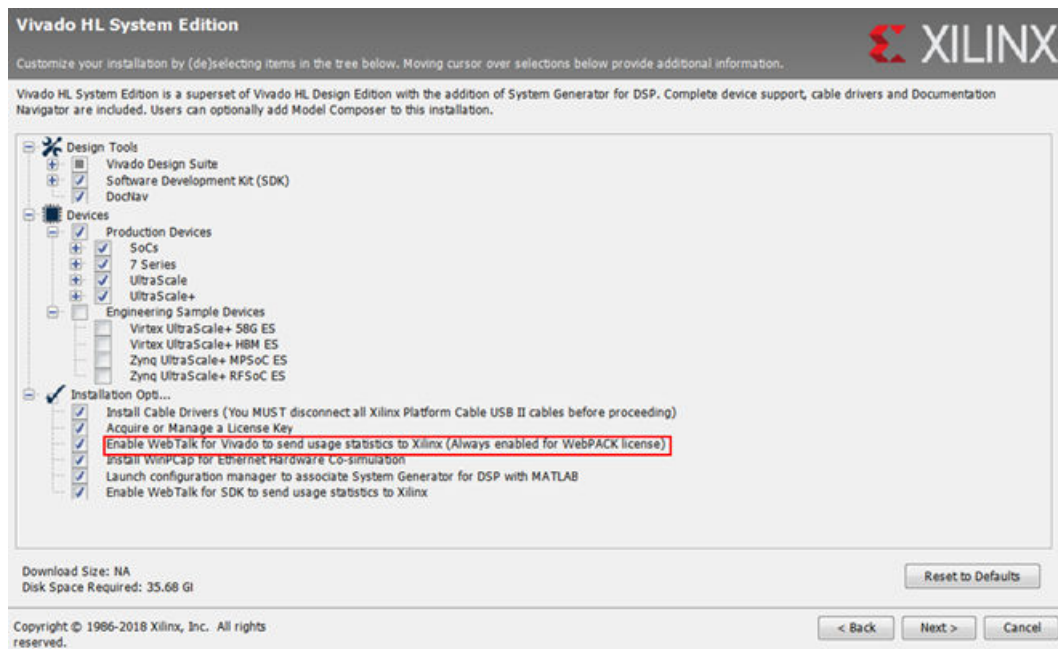 Vivado HL System Edition
XILINX
Customize your installation by (de)selecting items in the tree below. Moving cursor over selections below provide additional information.
Vivado HL System Edition is a superset of Vivado HL Design Edition with the addition of System Generator for DSP. Complete device support, cable drivers and Documentation
Navigator are included. Users can optionally add Model Composer to this installation.
Design Tools
Vivado Design Suite
Software Development Kit (SDK)
DocNav
Devices
Production Devices
SoCs
7 Series
UltraScale
UltraScale+
Engineering Sample Devices
Virtex UltraScale+ 58G ES
Virtex UltraScale+ HBM ES
Zynq UltraScale+ MPSoC ES
Zynq UltraScale+ RFSoC ES
Installation Opti...
Install Cable Drivers (You MUST disconnect all Xilinx Platform Cable USB II cables before proceeding)
Acquire or Manage a License Key
Enable WebTalk for Vivado to send usage statistics to Xilinx (Always enabled for WebPACK license)
Install WinPCap for Ethernet Hardware Co-simulation
Launch configuration manager to associate System Generator for DSP with MATLAB
Enable WebTalk for SDK to send usage statistics to Xilinx
Download Size: NA
Disk Space Required: 35.68 GI
Reset to Defaults
Copyright © 1986-2018 Xilinx, Inc. All rights
reserved.
< Back Next > Cancel